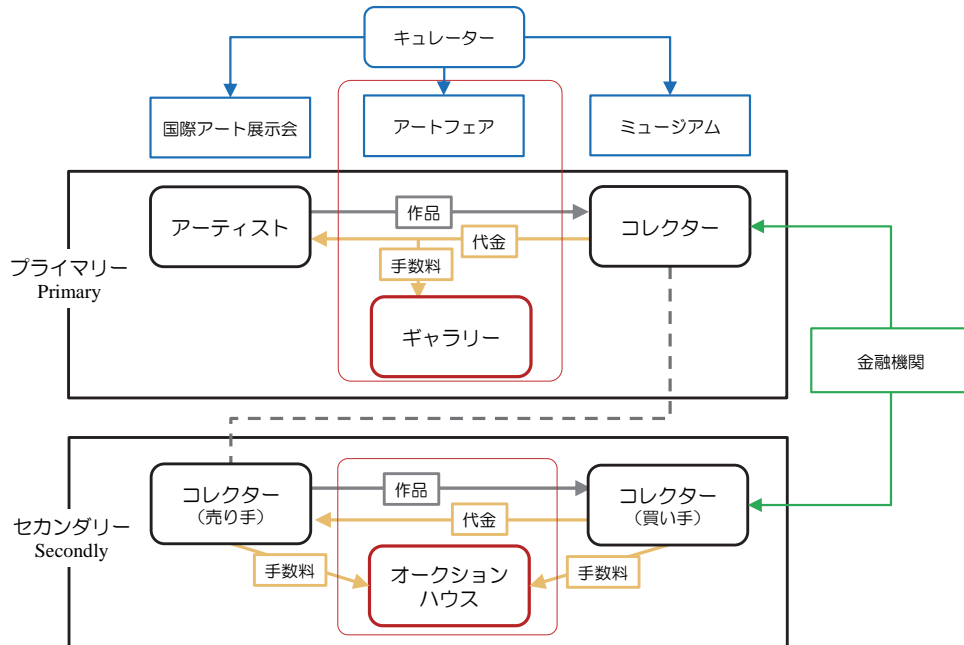 キュレーター
国際アート展示会
アートフェア
ミュージアム
プライマリー
Primary
アーティスト
作品
コレクター
代金
手数料
ギャラリー
金融機関
セカンダリー
Secondly
コレクター
（売り手）
作品
コレクター
（買い手）
代金
手数料
オークション
ハウス
手数料